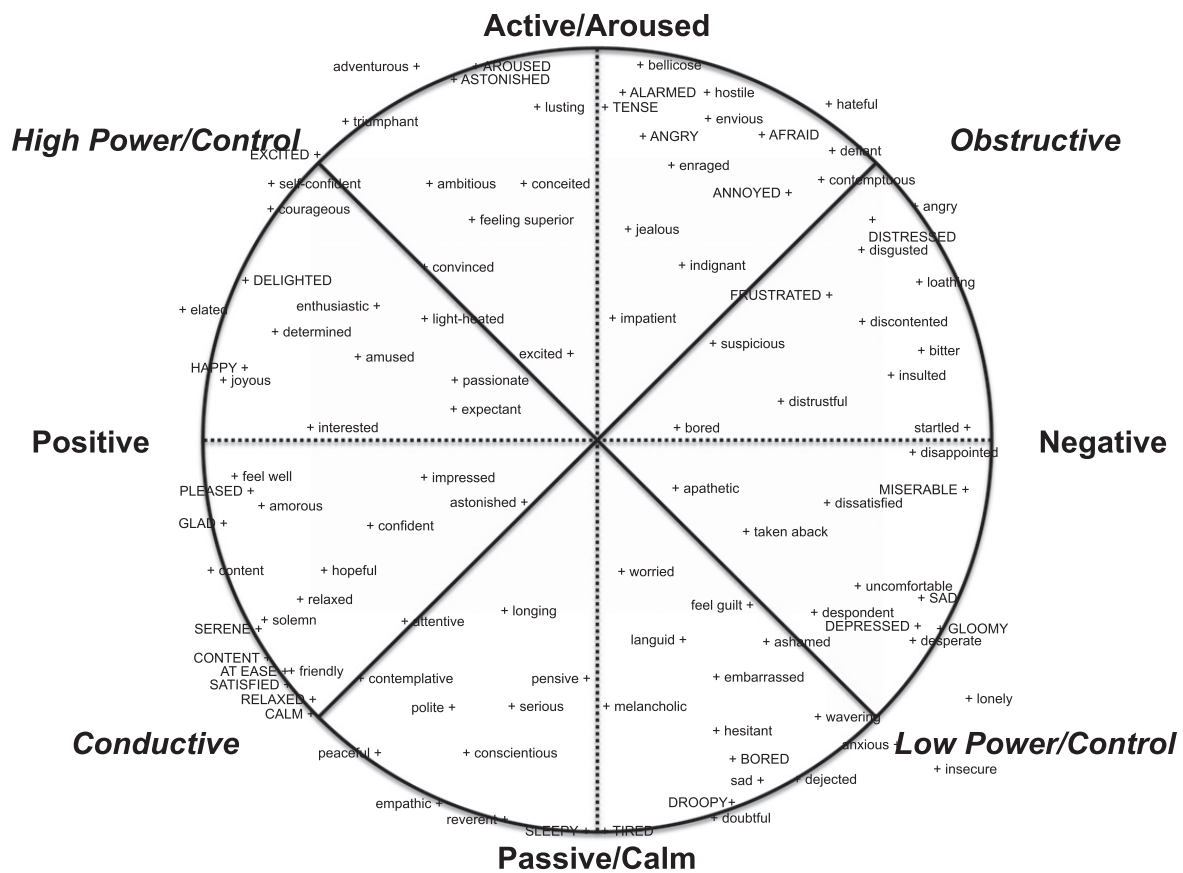 Active/Aroused
adventurous +
+ AROUSED
+ bellicose
+ ASTONISHED
+ ALARMED
+ hostile
+ hateful
+ lusting
+ TENSE
+ triumphant
+ envious
High Power/Control
+ ANGRY
+ AFRAID
Obstructive
EXCITED +
+ defiant
+ enraged
+ self-confident
+ ambitious
+ conceited
+ contemptuous
ANNOYED +
+ courageous
+ angry
+ feeling superior
+ jealous
+
DISTRESSED
+ disgusted
+ convinced
+ indignant
+ DELIGHTED
+ loathing
FRUSTRATED +
+ elated
enthusiastic +
+ light-heated
+ impatient
+ discontented
+ determined
+ suspicious
+ bitter
+ amused
excited +
HAPPY +
+ joyous
+ passionate
+ insulted
+ expectant
+ distrustful
+ interested
+ bored
startled +
Positive
Negative
+ disappointed
+ feel well
+ impressed
PLEASED +
+ apathetic
MISERABLE +
+ amorous
astonished +
+ dissatisfied
GLAD +
+ confident
+ taken aback
+ content
+ hopeful
+ worried
+ uncomfortable
+ relaxed
+ SAD
+ longing
feel guilt +
+ despondent
+ solemn
+ attentive
SERENE +
DEPRESSED +
+ GLOOMY
languid +
+ ashamed
+ desperate
CONTENT +
AT EASE +
+ friendly
+ contemplative
pensive +
+ embarrassed
SATISFIED +
RELAXED +
+ lonely
CALM +
polite +
+ serious
+ melancholic
+ wavering
+ hesitant
Conductive
anxious +
Low Power/Control
peaceful +
+ conscientious
+ BORED
+ insecure
sad +
+ dejected
empathic +
DROOPY+
reverent +
+ doubtful
SLEEPY +
+ TIRED
Passive/Calm